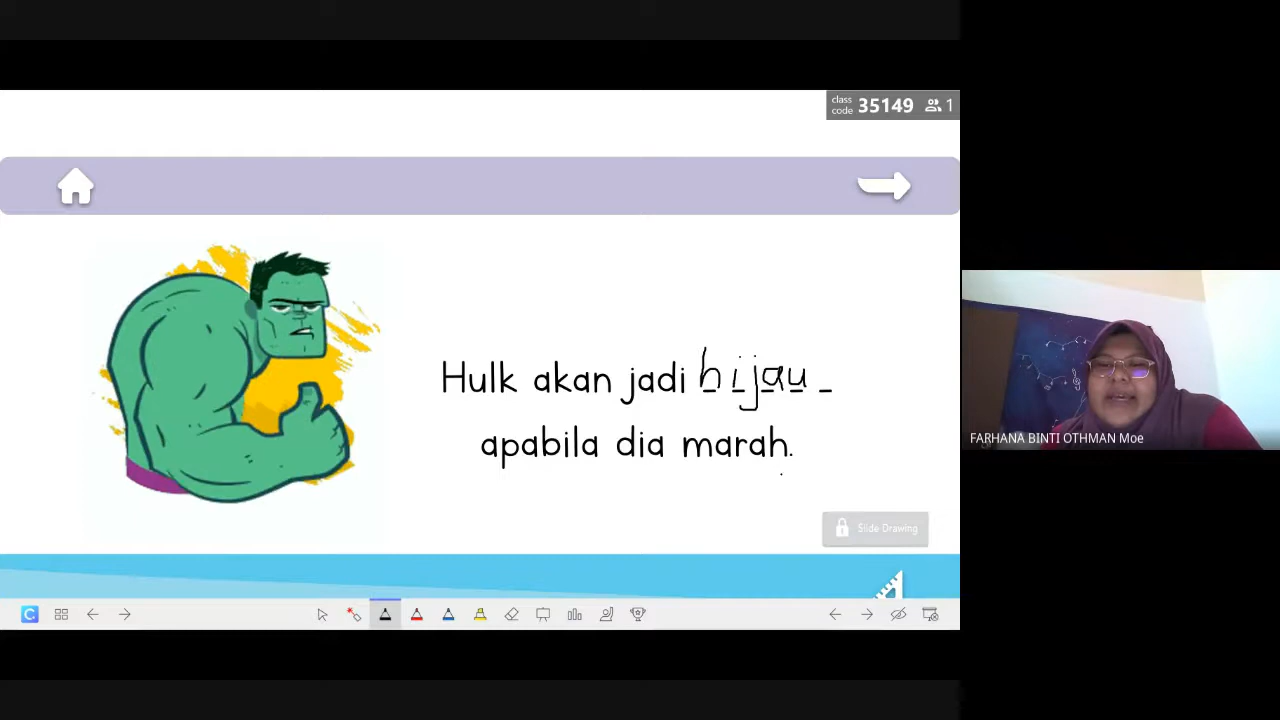 class code 35149 1
Hulk akan jadi hijau _
apabila dia marah.
Slide Drawing
FARHANA BINTI OTHMAN Moe